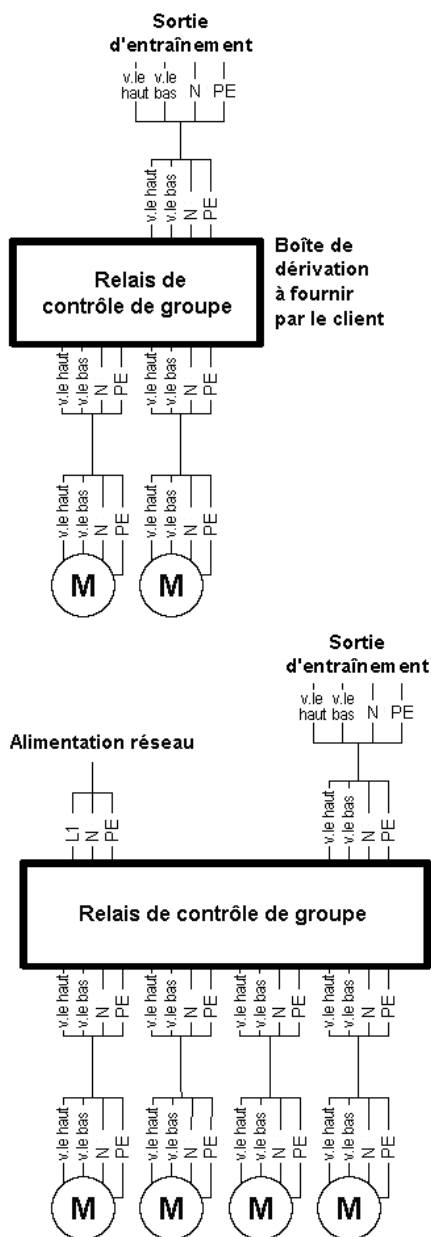 Sortie
d'entraînement
v.le
haut
v.le
bas
N
PE
v.le haut
v.le bas
N
PE
Relais de
contrôle de groupe
Boîte de
dérivation
à fournir
par le client
v.le haut
v.le bas
N
PE
v.le haut
v.le bas
N
PE
v.le haut
v.le bas
N
PE
v.le haut
v.le bas
N
PE
M
M
Sortie
d'entraînement
v.le
haut
v.le
bas
N
PE
Alimentation réseau
L1
N
PE
v.le haut
v.le bas
N
PE
Relais de contrôle de groupe
v.le haut
v.le bas
N
PE
v.le haut
v.le bas
N
PE
v.le haut
v.le bas
N
PE
v.le haut
v.le bas
N
PE
v.le haut
v.le bas
N
PE
v.le haut
v.le bas
N
PE
v.le haut
v.le bas
N
PE
v.le haut
v.le bas
N
PE
M
M
M
M